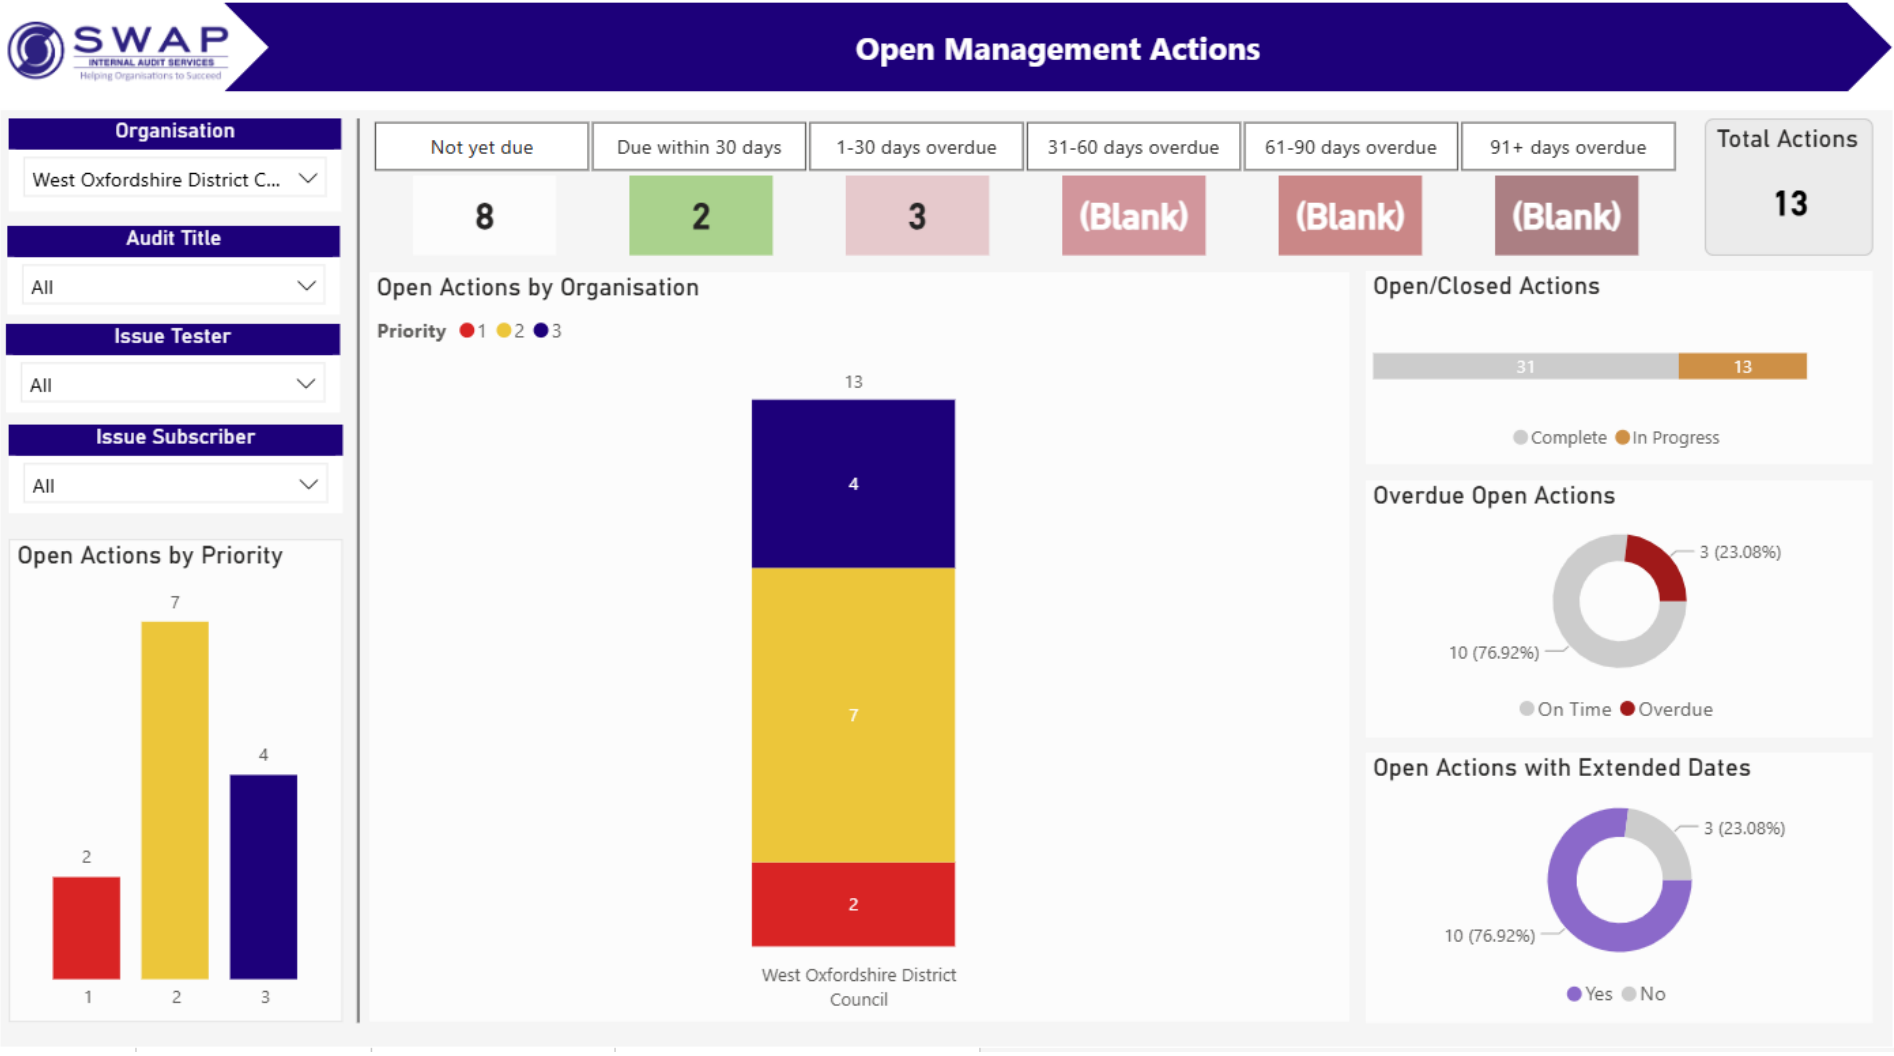 SWAP
INTERNAL AUDIT SERVICES
Helping Organisations to Succeed
Open Management Actions
Organisation
West Oxfordshire District C...
Audit Title
All
Issue Tester
All
Issue Subscriber
All
Open Actions by Priority
7
4
2
1
2
3
Not yet due
Due within 30 days
1-30 days overdue
31-60 days overdue
61-90 days overdue
91+ days overdue
8
2
3
(Blank)
(Blank)
(Blank)
Total Actions
13
Open Actions by Organisation
Priority 1 2 3
13
4
7
2
West Oxfordshire District
Council
Open/Closed Actions
31
13
Complete In Progress
Overdue Open Actions
3 (23.08%)
10 (76.92%)
On Time Overdue
Open Actions with Extended Dates
3 (23.08%)
10 (76.92%)
Yes No